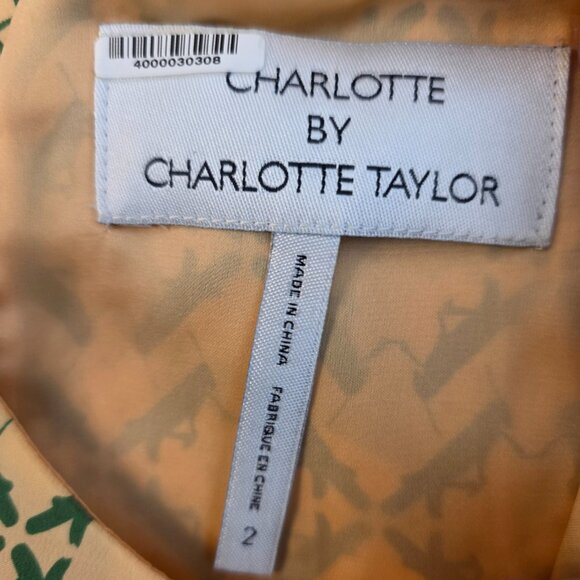 4000030308
CHARLOTTE
BY
CHARLOTTE TAYLOR
MADE IN CHINA FABRIQUE EN CHINE 2